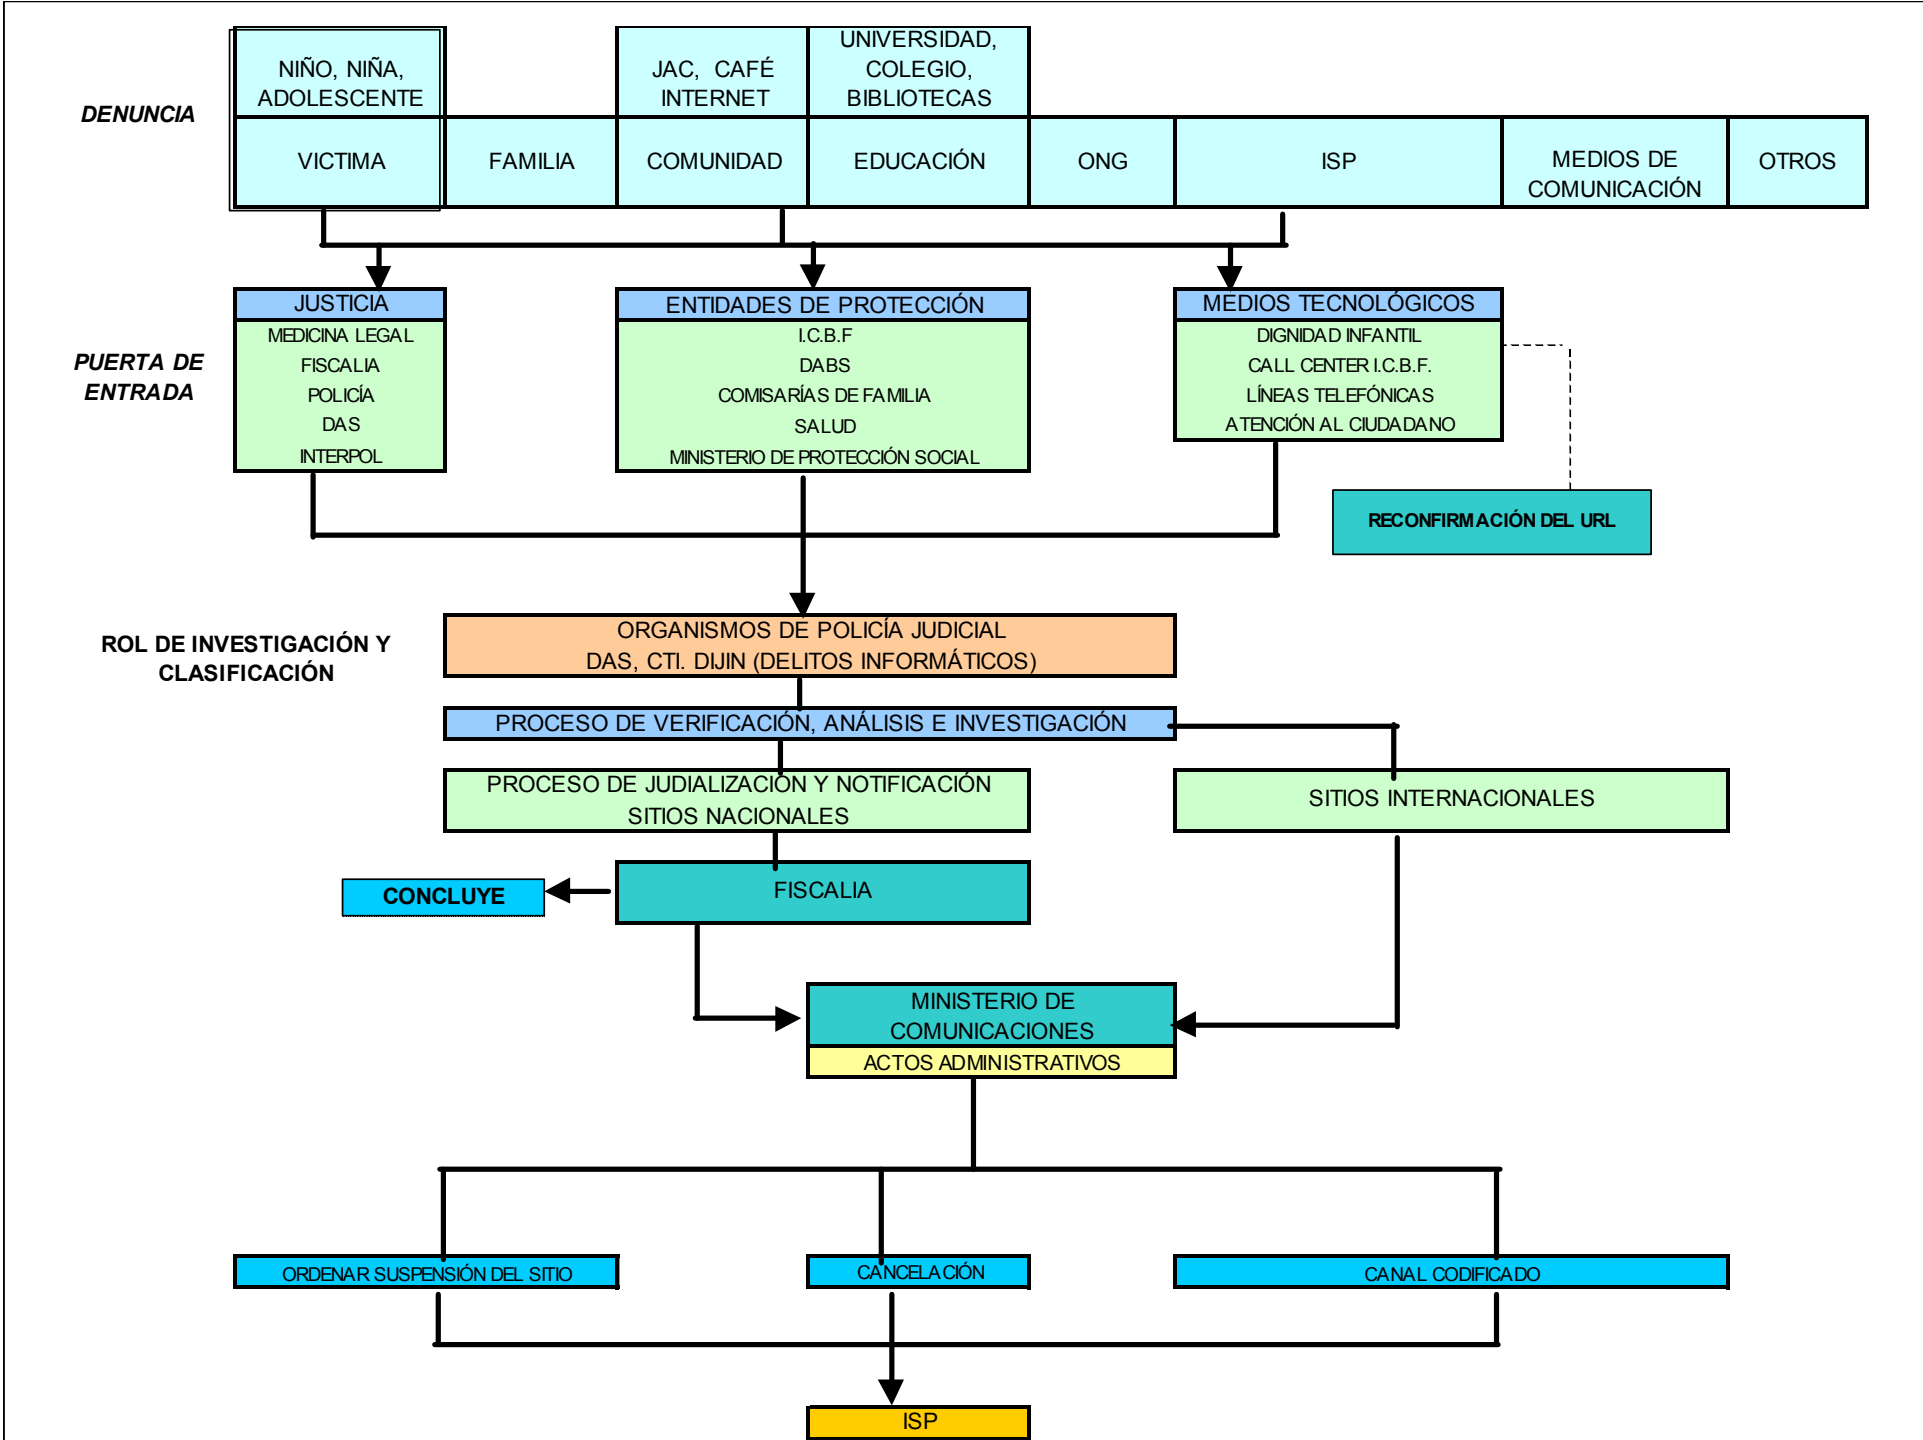 NIÑO, NIÑA,
ADOLESCENTE
JAC, CAFÉ
INTERNET
UNIVERSIDAD,
COLEGIO,
BIBLIOTECAS
DENUNCIA
VICTIMA
FAMILIA
COMUNIDAD
EDUCACIÓN
ONG
ISP
MEDIOS DE
COMUNICACIÓN
OTROS
PUERTA DE
ENTRADA
JUSTICIA
MEDICINA LEGAL
FISCALIA
POLICÍA
DAS
INTERPOL
ENTIDADES DE PROTECCIÓN
I.C.B.F
DABS
COMISARÍAS DE FAMILIA
SALUD
MINISTERIO DE PROTECCIÓN SOCIAL
MEDIOS TECNOLÓGICOS
DIGNIDAD INFANTIL
CALL CENTER I.C.B.F.
LÍNEAS TELEFÓNICAS
ATENCIÓN AL CIUDADANO
RECONFIRMACIÓN DEL URL
ROL DE INVESTIGACIÓN Y
CLASIFICACIÓN
ORGANISMOS DE POLICÍA JUDICIAL
DAS, CTI. DIJIN (DELITOS INFORMÁTICOS)
PROCESO DE VERIFICACIÓN, ANÁLISIS E INVESTIGACIÓN
PROCESO DE JUDIALIZACIÓN Y NOTIFICACIÓN
SITIOS NACIONALES
SITIOS INTERNACIONALES
CONCLUYE
FISCALIA
MINISTERIO DE
COMUNICACIONES
ACTOS ADMINISTRATIVOS
ORDENAR SUSPENSIÓN DEL SITIO
CANCELACIÓN
CANAL CODIFICADO
ISP